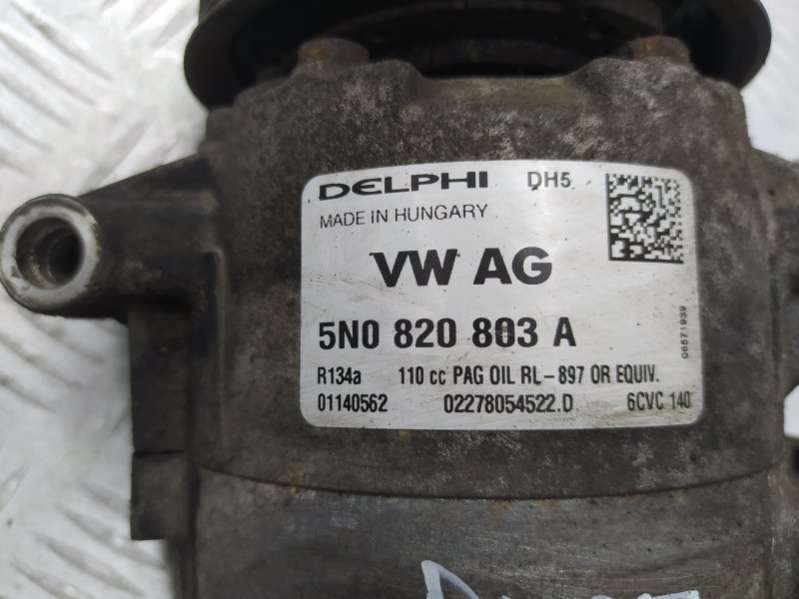 DELPHI DH5
MADE IN HUNGARY
VW AG
5N0 820 803 A
R134a 110 cc PAG OIL RL-897 OR EQUIV.
01140562 02278054522.D 6CVC 140
06571939